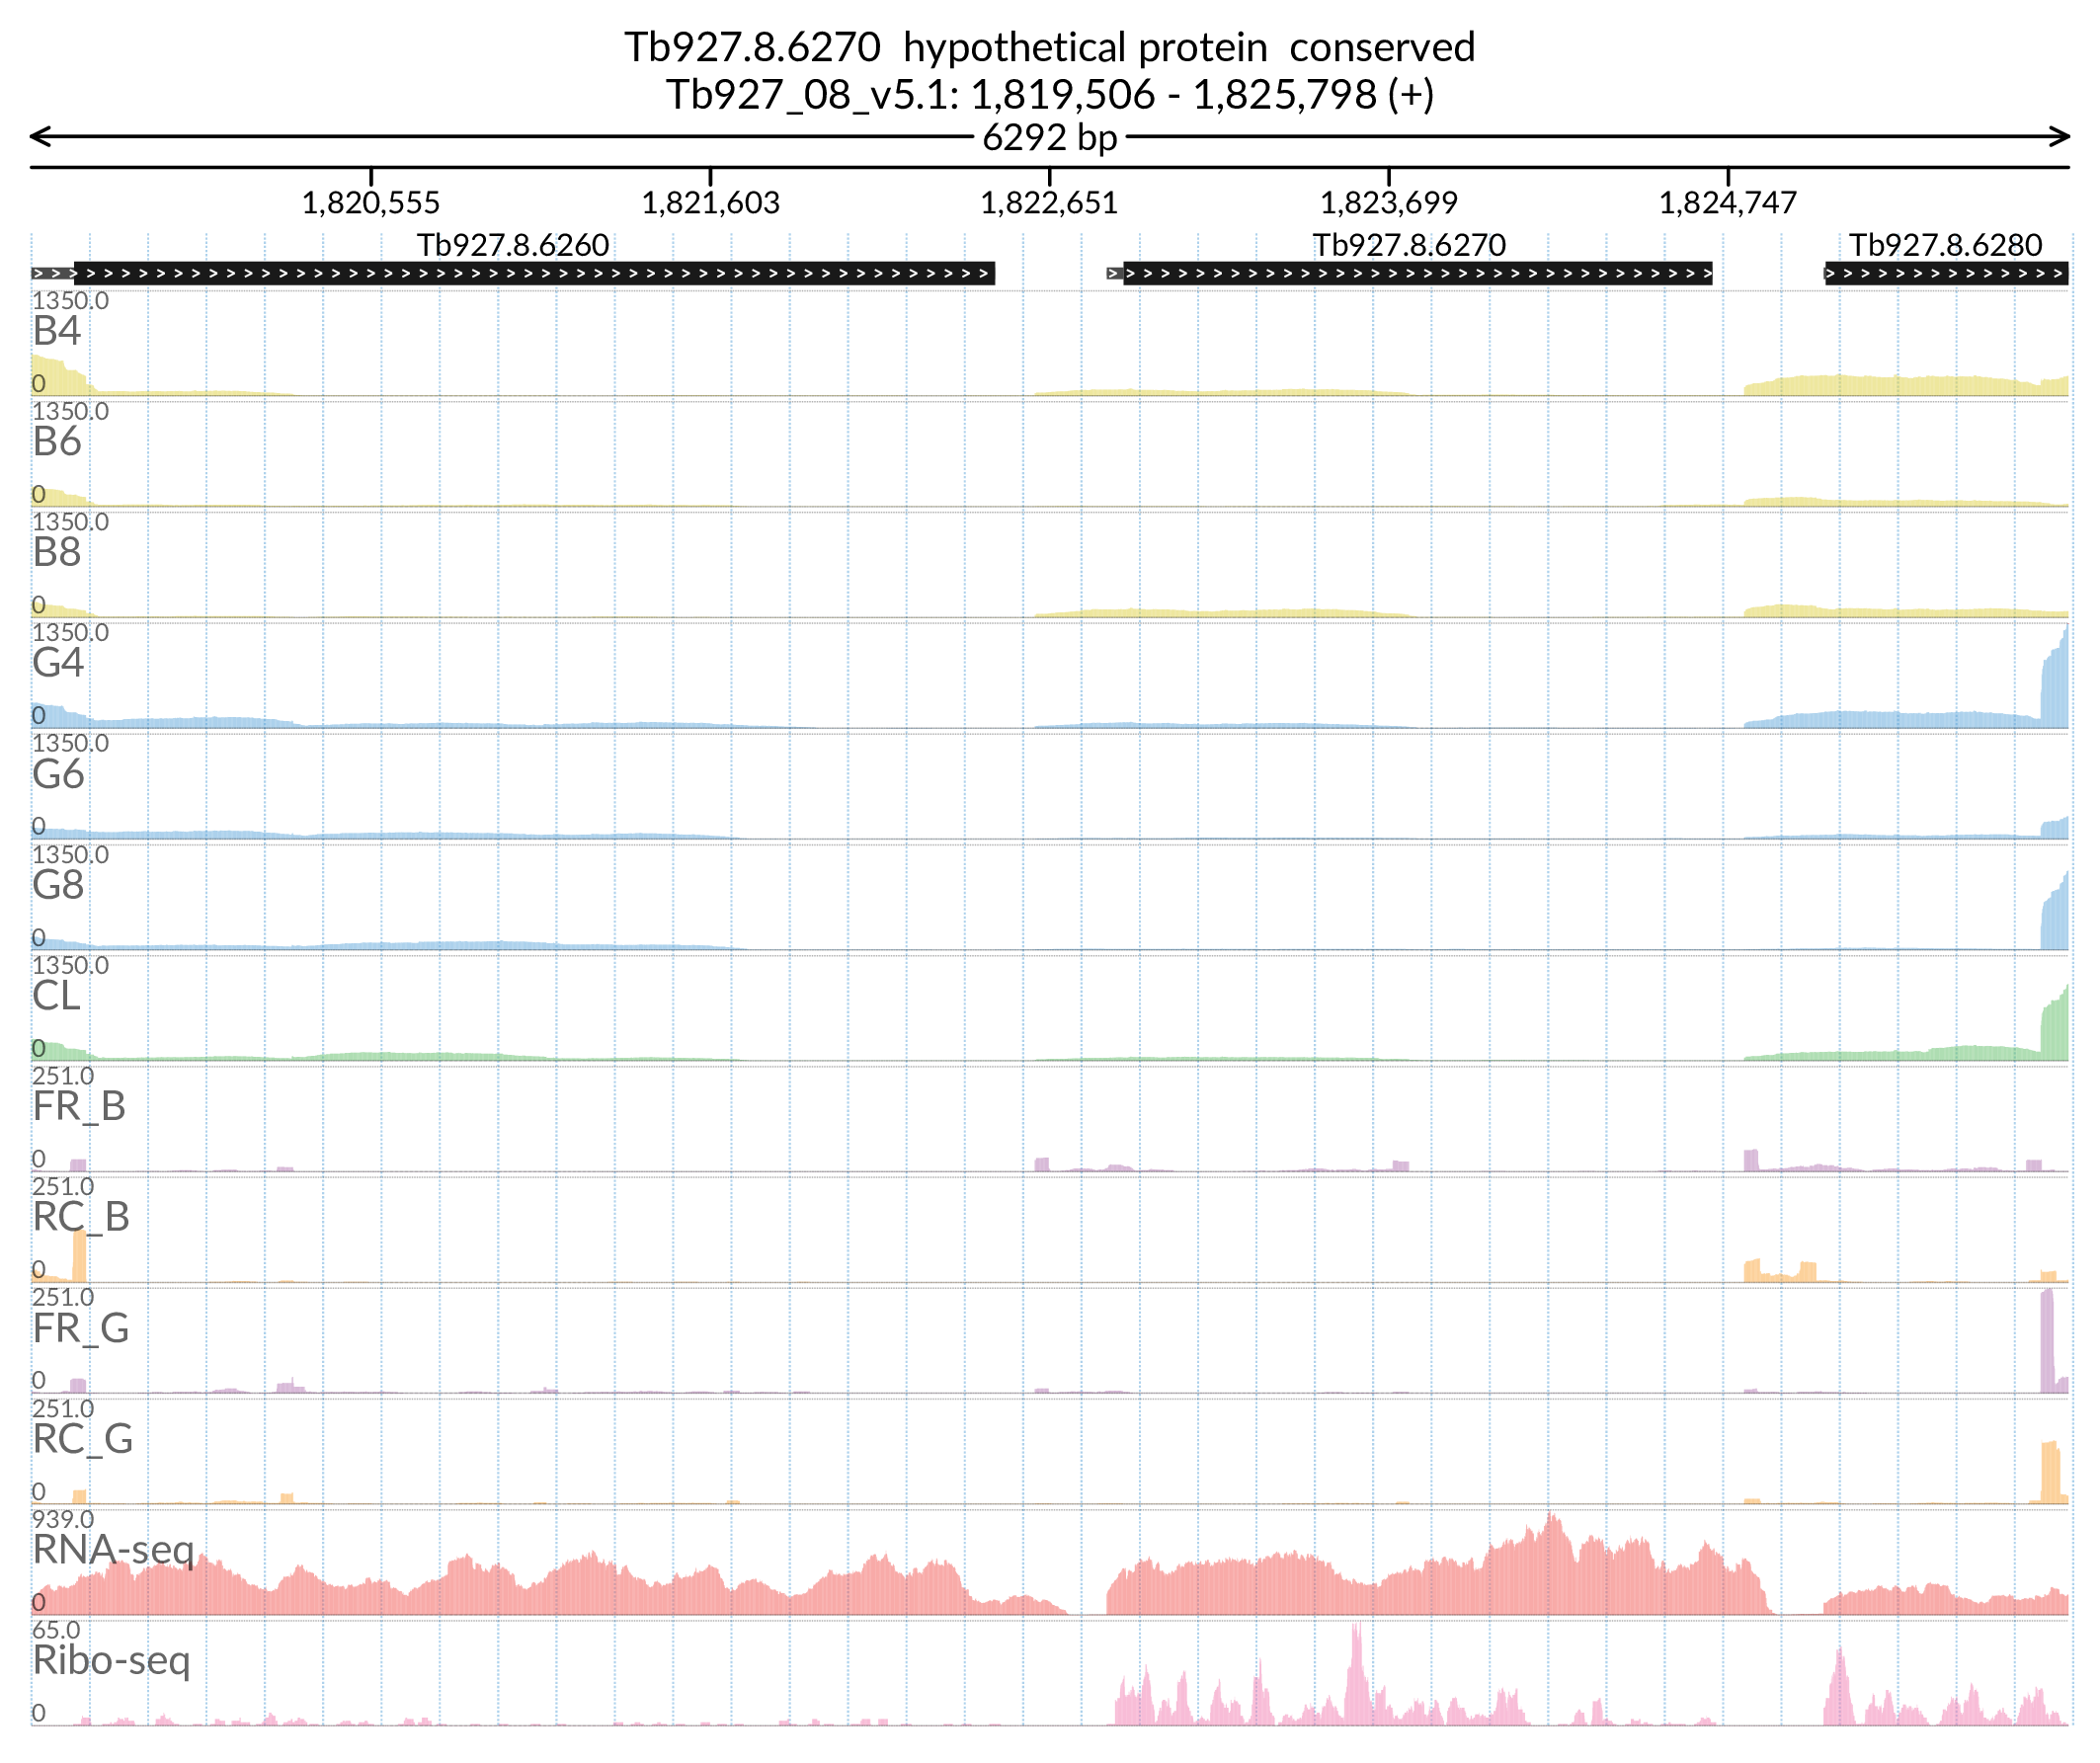 Tb927.8.6270 hypothetical protein conserved
Tb927_08_v5.1: 1,819,506 - 1,825,798 (+)
6292 bp
1,820,555 1,821,603 1,822,651 1,823,699 1,824,747
Tb927.8.6260 Tb927.8.6270 Tb927.8.6280
1350.0
B4
0
1350.0
B6
0
1350.0
B8
0
1350.0
G4
0
1350.0
G6
0
1350.0
G8
0
1350.0
CL
0
251.0
FR_B
0
251.0
RC_B
0
251.0
FR_G
0
251.0
RC_G
0
939.0
RNA-seq
0
65.0
Ribo-seq
0